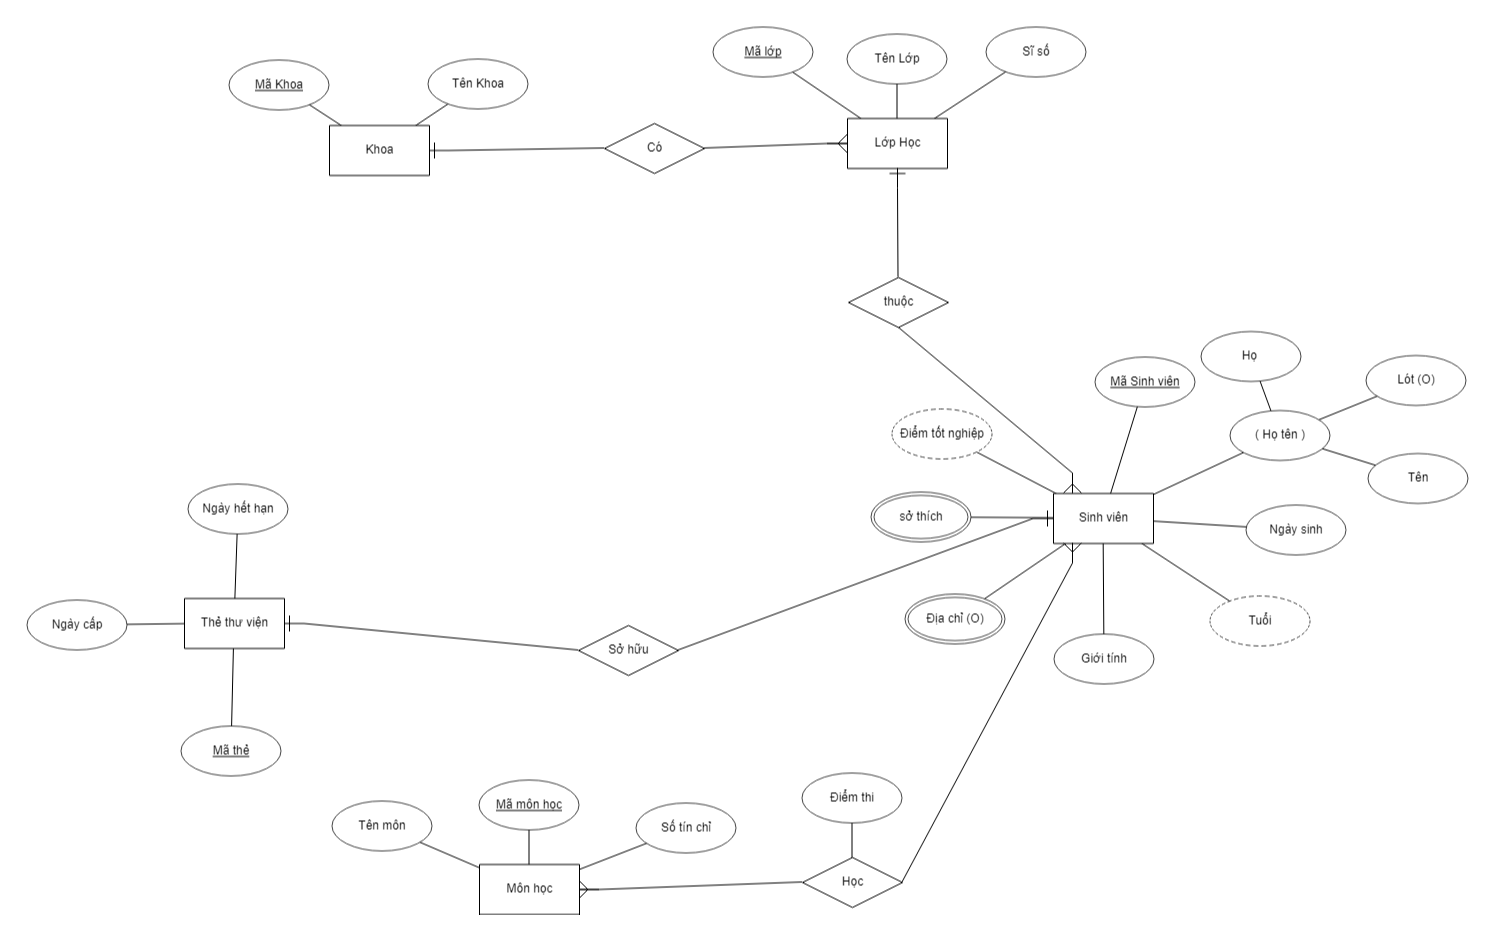 Mã lớp
Tên Lớp
Sĩ số
Mã Khoa
Tên Khoa
Khoa
Có
Lớp Học
thuộc
Họ
Mã Sinh viên
Lót (O)
Điểm tốt nghiệp
( Họ tên )
Tên
Ngày hết hạn
sở thích
Sinh viên
Ngày sinh
Ngày cấp
Thẻ thư viện
Địa chỉ (O)
Tuổi
Sở hữu
Giới tính
Mã thẻ
Điểm thi
Tên môn
Mã môn học
Số tín chỉ
Môn học
Học